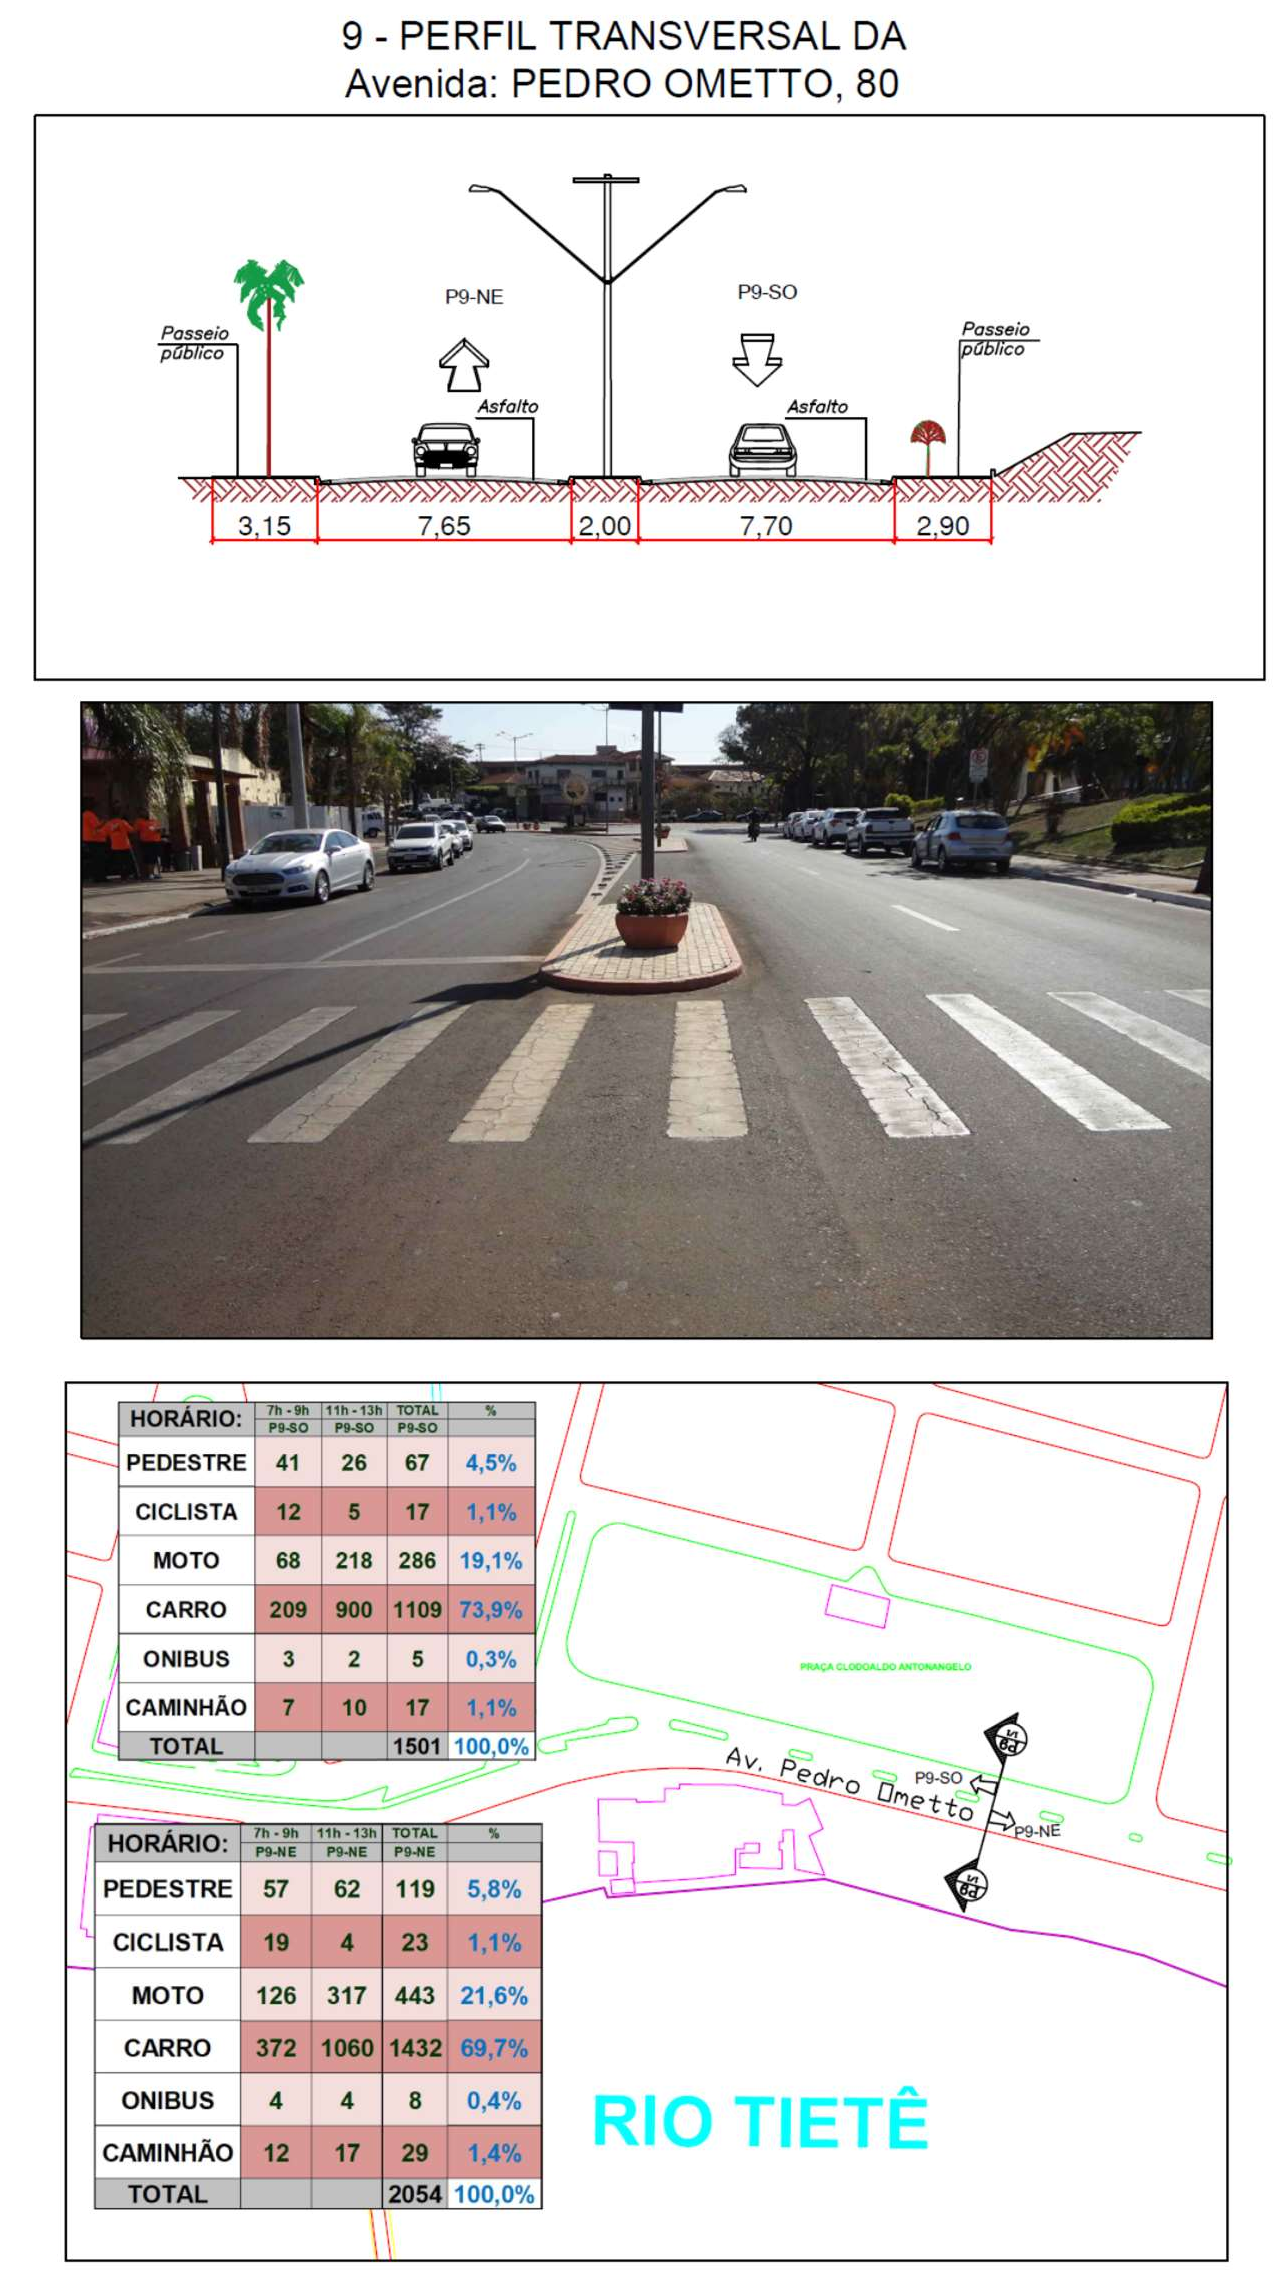 9 - PERFIL TRANSVERSAL DA
Avenida: PEDRO OMETTO, 80
P9-NE
P9-SO
Passeio
público
Passeio
público
Asfalto
Asfalto
3,15 7,65 2,00 7,70 2,90
HORÁRIO: 7h - 9h 11h - 13h TOTAL %
P9-SO P9-SO P9-SO
PEDESTRE 41 26 67 4,5%
CICLISTA 12 5 17 1,1%
MOTO 68 218 286 19,1%
CARRO 209 900 1109 73,9%
ONIBUS 3 2 5 0,3%
CAMINHÃO 7 10 17 1,1%
TOTAL 1501 100,0%
PRAÇA CLODOALDO ANTONANGELO
Av. Pedro Ometto
P9-SO
P9-NE
HORÁRIO: 7h - 9h 11h - 13h TOTAL %
P9-NE P9-NE P9-NE
PEDESTRE 57 62 119 5,8%
CICLISTA 19 4 23 1,1%
MOTO 126 317 443 21,6%
CARRO 372 1060 1432 69,7%
ONIBUS 4 4 8 0,4%
CAMINHÃO 12 17 29 1,4%
TOTAL 2054 100,0%
RIO TIETÊ